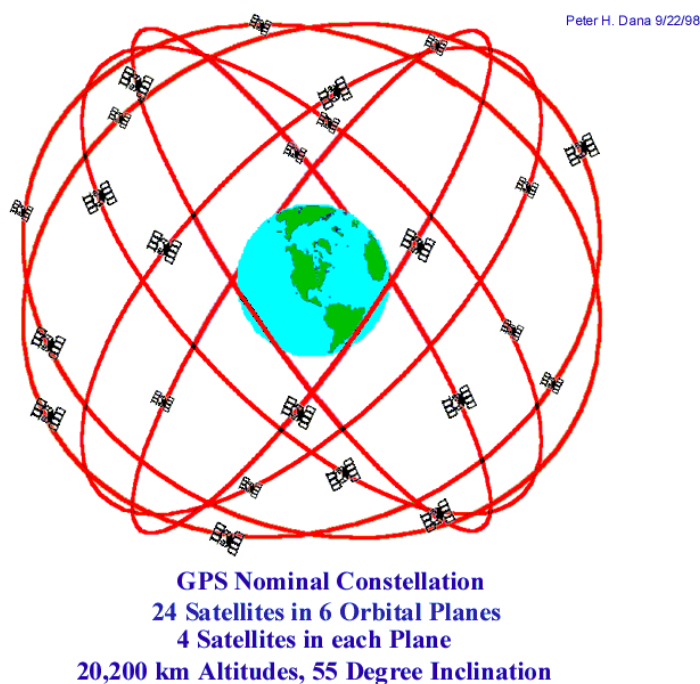 Peter H. Dana 9/22/98
GPS Nominal Constellation
24 Satellites in 6 Orbital Planes
4 Satellites in each Plane
20,200 km Altitudes, 55 Degree Inclination